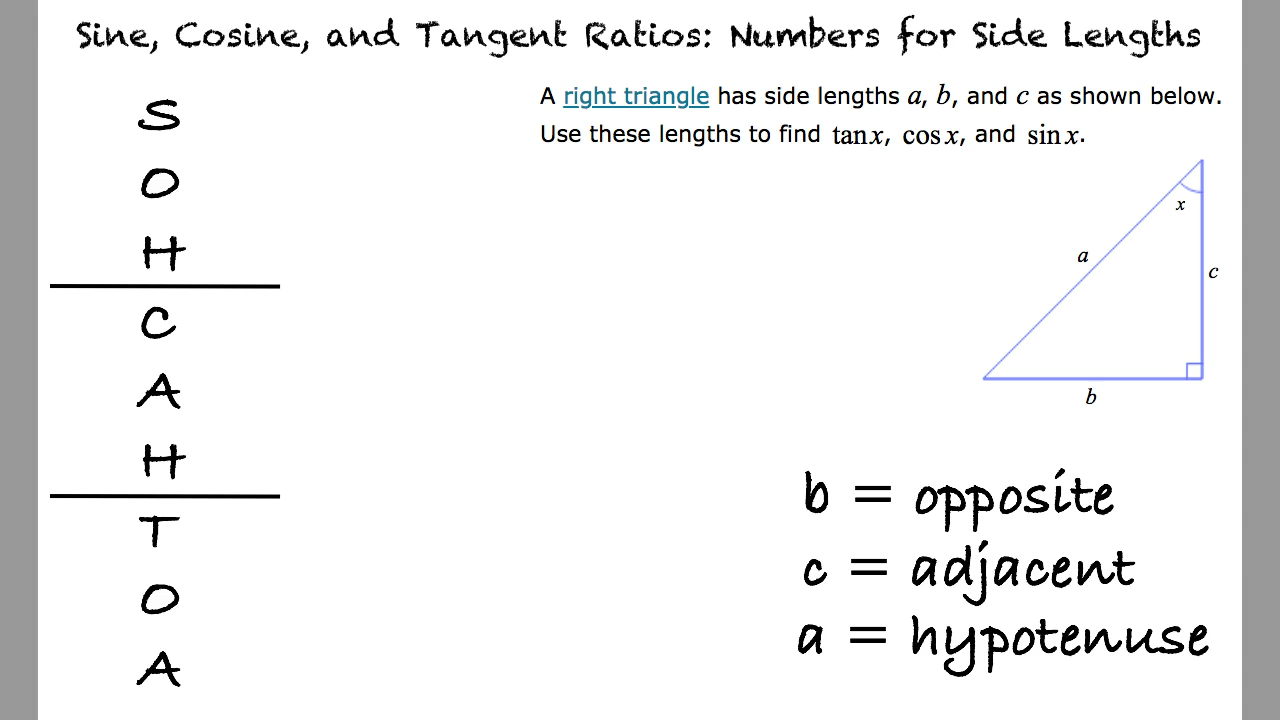 Sine, Cosine, and Tangent Ratios: Numbers for Side Lengths
A right triangle has side lengths a, b, and c as shown below.
Use these lengths to find tan x, cos x, and sin x.
S
O
H
C
A
H
T
O
A
x
a
c
b
b = opposite
c = adjacent
a = hypotenuse